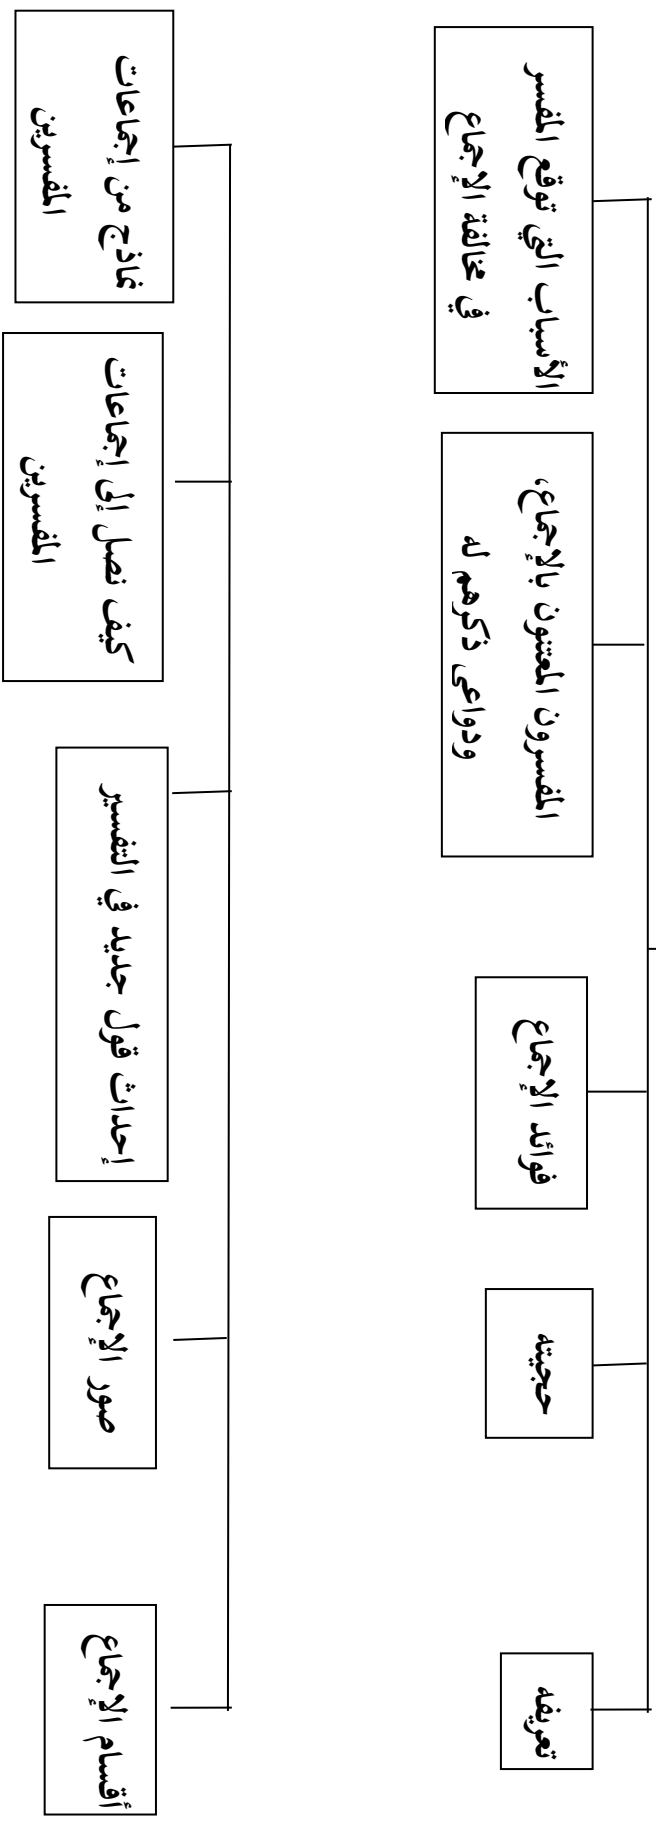 تعريفه
حجيته
فوائد الإجماع
المفسرون المعتنون بالإجماع،
ودواعى ذكرهم له
الأسباب التي توقع المفسر
في مخالفة الإجماع
أقسام الإجماع
صور الإجماع
إحداث قول جديد في التفسير
كيف نصل إلى إجماعات
المفسرين
نماذج من إجماعات
المفسرين